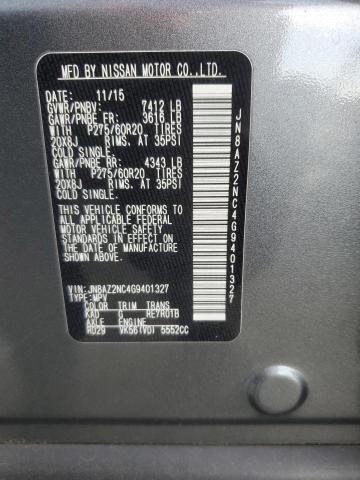 MFD BY NISSAN MOTOR CO.,LTD.
DATE: 11/15
GVWR/PNBV: 7412 LB
GAWR/PNBE FR: 3616 LB
WITH P275/60R20 TIRES
20X8J RIMS, AT 35PSI
COLD SINGLE.
GAWR/PNBE RR: 4343 LB
WITH P275/60R20 TIRES
20X8J RIMS, AT 35PSI
COLD SINGLE.
THIS VEHICLE CONFORMS TO
ALL APPLICABLE FEDERAL
MOTOR VEHICLE SAFETY
STANDARDS IN EFFECT ON THE
DATE OF MANUFACTURE
SHOWN ABOVE.
VIN: JN8AZ2NC4G9401327
TYPE:MPV
COLOR TRIM TRANS
KAD G RE7R01B
AXLE ENGINE
RD29 VK56(VD) 5552CC
JN8AZ2NC4G9401327